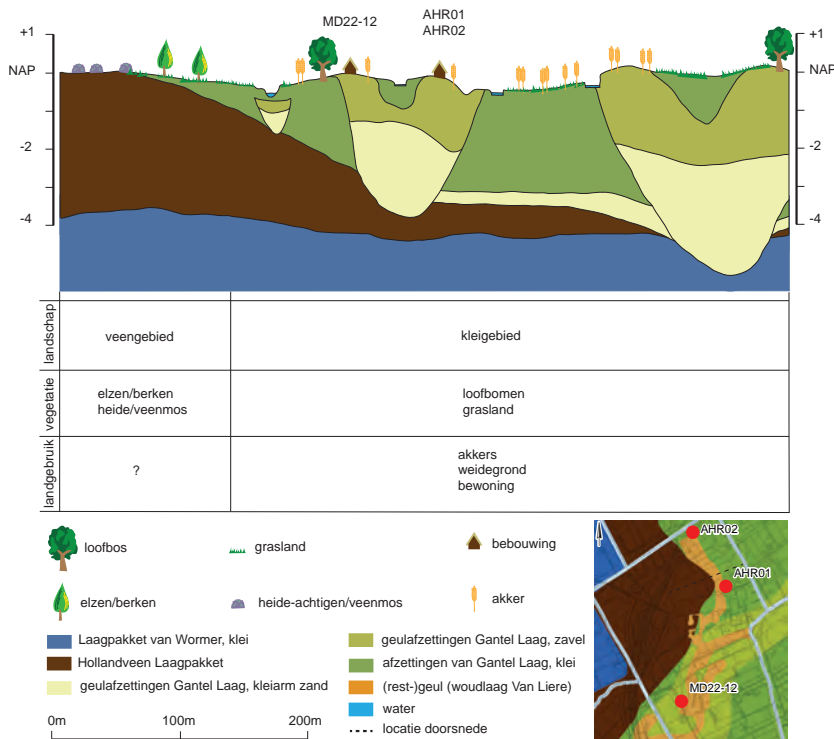 MD22-12
AHR01
AHR02
+1
NAP
-2
-4
+1
NAP
-2
-4
landschap
veengebied
kleigebied
vegetatie
elzen/berken
heide/veenmos
loofbomen
grasland
landgebruik
?
akkers
weidegrond
bewoning
loofbos
grasland
bebouwing
elzen/berken
heide-achtigen/veenmos
akker
Laagpakket van Wormer, klei
Hollandveen Laagpakket
geulafzettingen Gantel Laag, kleiarm zand
geulafzettingen Gantel Laag, zavel
afzettingen van Gantel Laag, klei
(rest-)geul (woudlaag Van Liere)
water
locatie doorsnede
0m
100m
200m
AHR02
AHR01
MD22-12